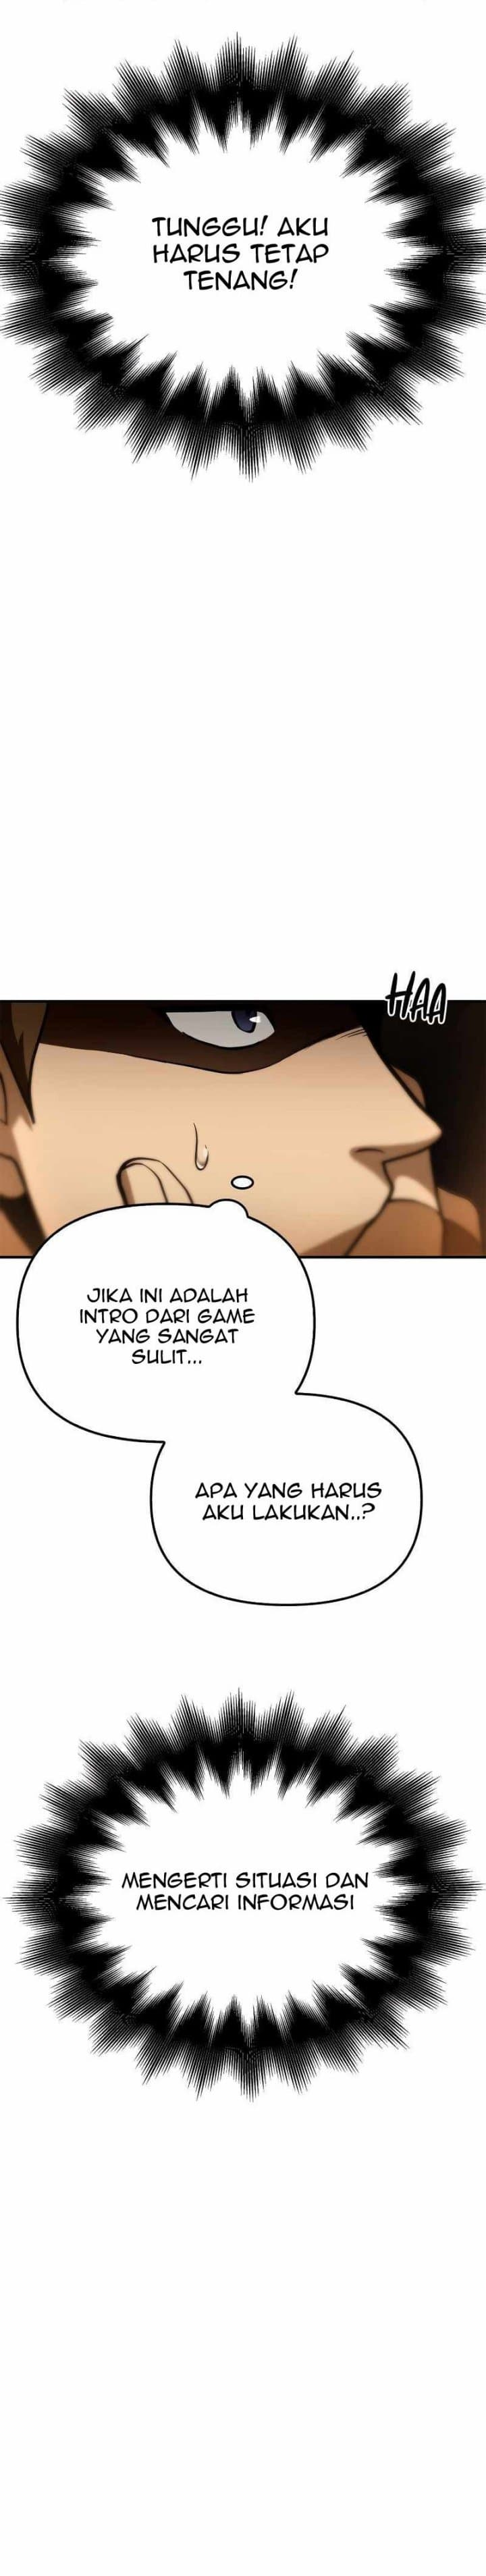 TUNGGU! AKU
HARUS TETAP
TENANG!
HAA
JIKA INI ADALAH
INTRO DARI GAME
YANG SANGAT
SULIT...
APA YANG HARUS
AKU LAKUKAN..?
MENGERTI SITUASI DAN
MENCARI INFORMASI